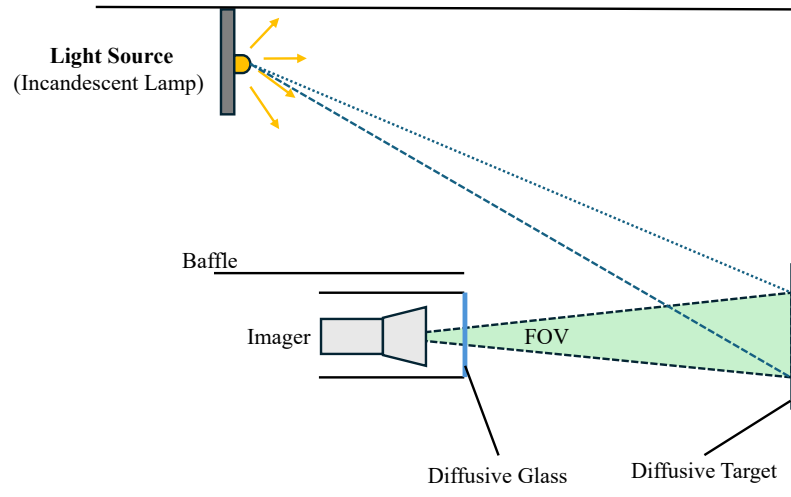 Light Source
(Incandescent Lamp)
Baffle
Imager
FOV
Diffusive Glass
Diffusive Target